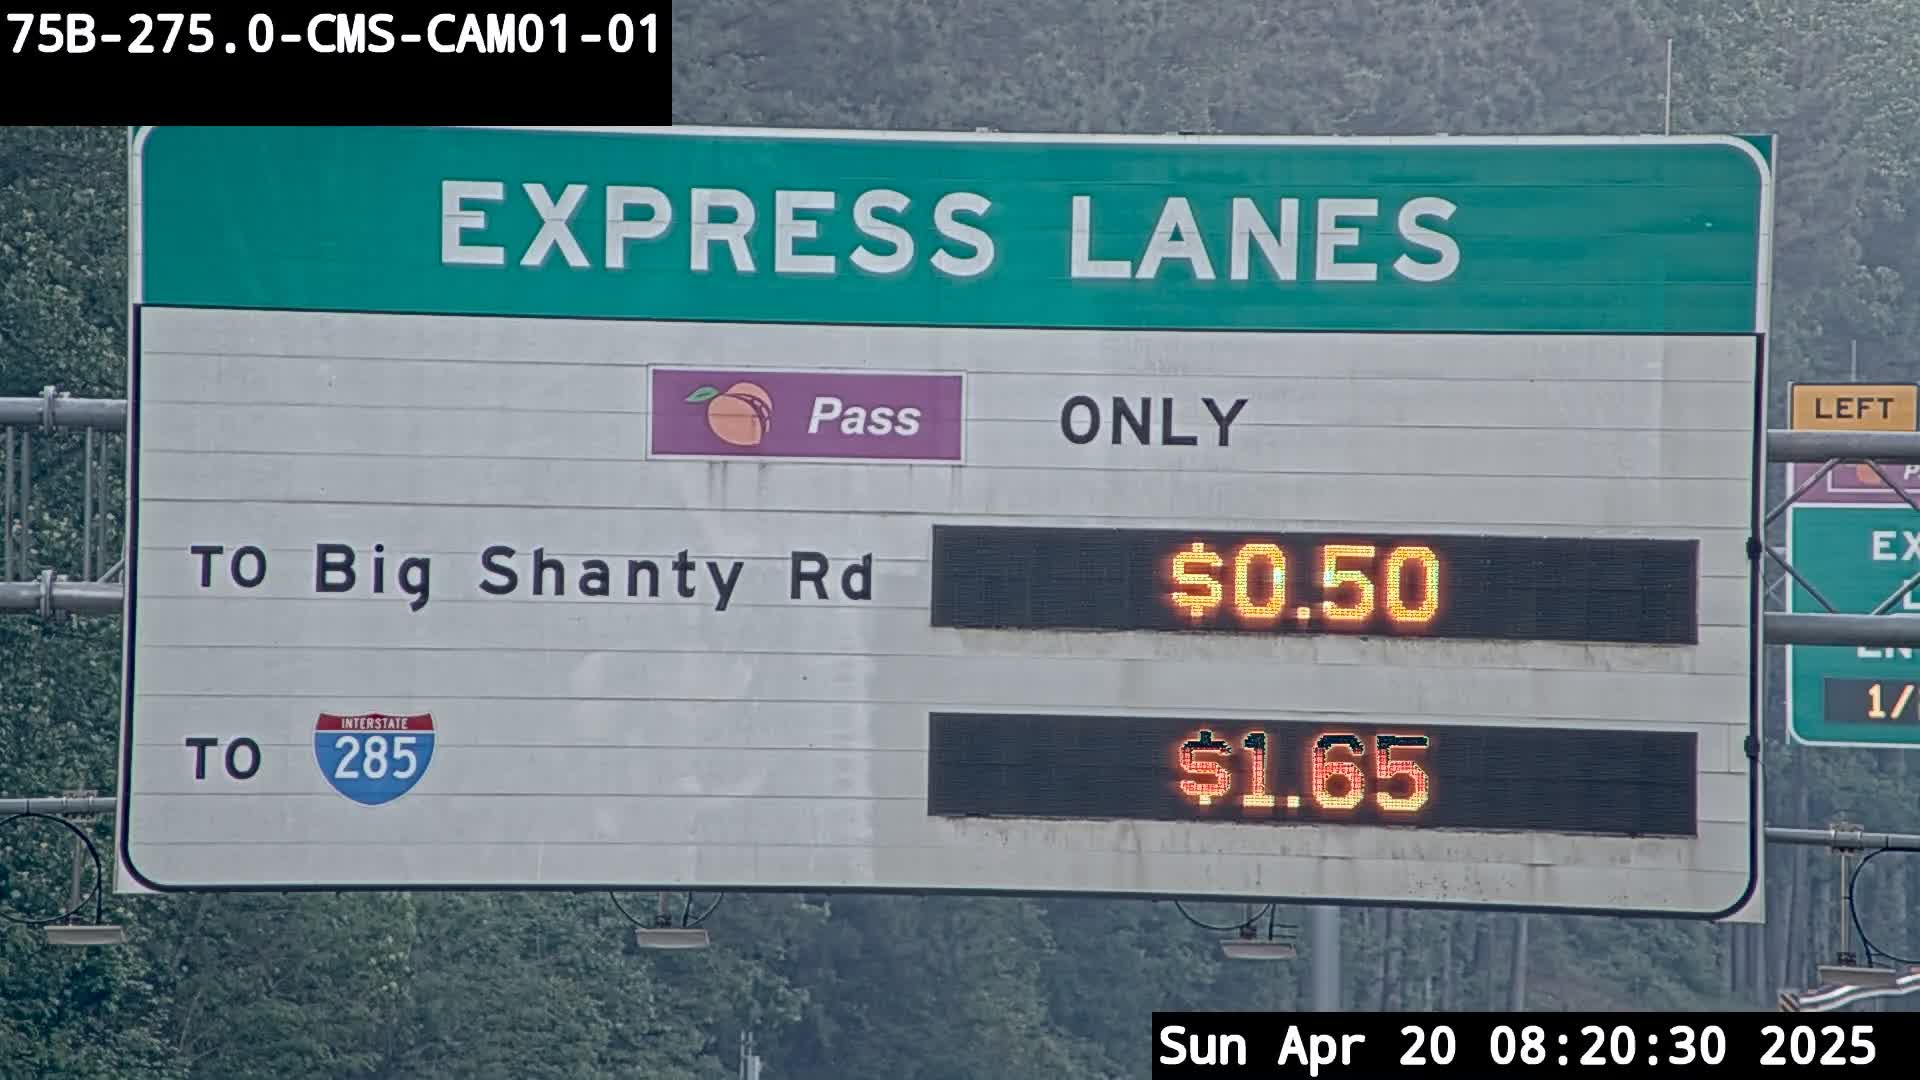 75B-275.0-CMS-CAM01-01
EXPRESS LANES
Pass ONLY
TO Big Shanty Rd $0.50
TO INTERSTATE 285 $1.65
LEFT
1/
Sun Apr 20 08:20:30 2025